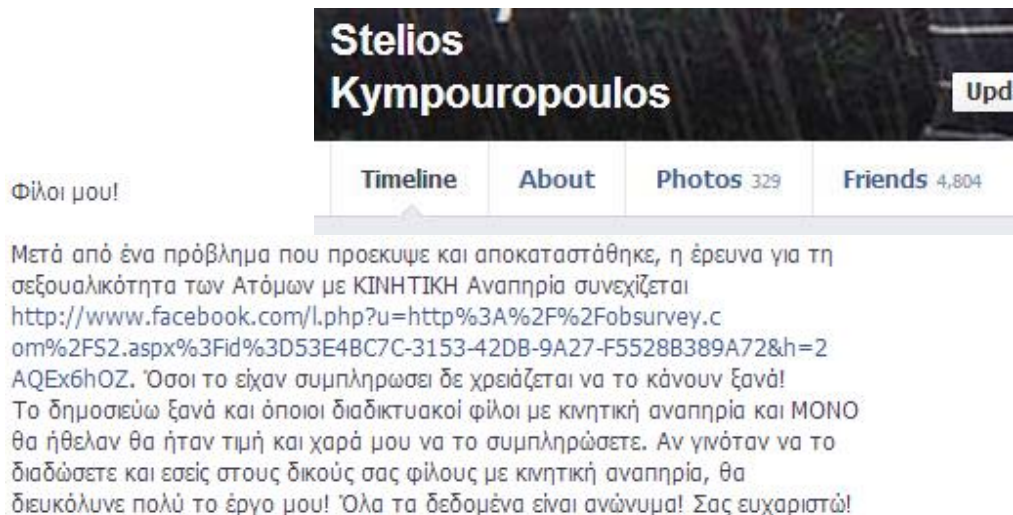 Stelios
Kympouropoulos
Upd
Timeline About Photos 329 Friends 4,804
Φίλοι μου!
Μετά από ένα πρόβλημα που προεκυψε και αποκαταστάθηκε, η έρευνα για τη
σεξουαλικότητα των Ατόμων με ΚΙΝΗΤΙΚΗ Αναπηρία συνεχίζεται
http://www.facebook.com/l.php?u=http%3A%2F%2Fobsurvey.c
om%2FS2.aspx%3Fid%3D53E4BC7C-3153-42DB-9A27-F5528B389A72&h=2
AQEx6hOZ. Όσοι το είχαν συμπληρωσει δε χρειάζεται να το κάνουν ξανά!
Το δημοσιεύω ξανά και όποιοι διαδικτυακοί φίλοι με κινητική αναπηρία και ΜΟΝΟ
θα ήθελαν θα ήταν τιμή και χαρά μου να το συμπληρώσετε. Αν γινόταν να το
διαδώσετε και εσείς στους δικούς σας φίλους με κινητική αναπηρία, θα
διευκόλυνε πολύ το έργο μου! Όλα τα δεδομένα είναι ανώνυμα! Σας ευχαριστώ!